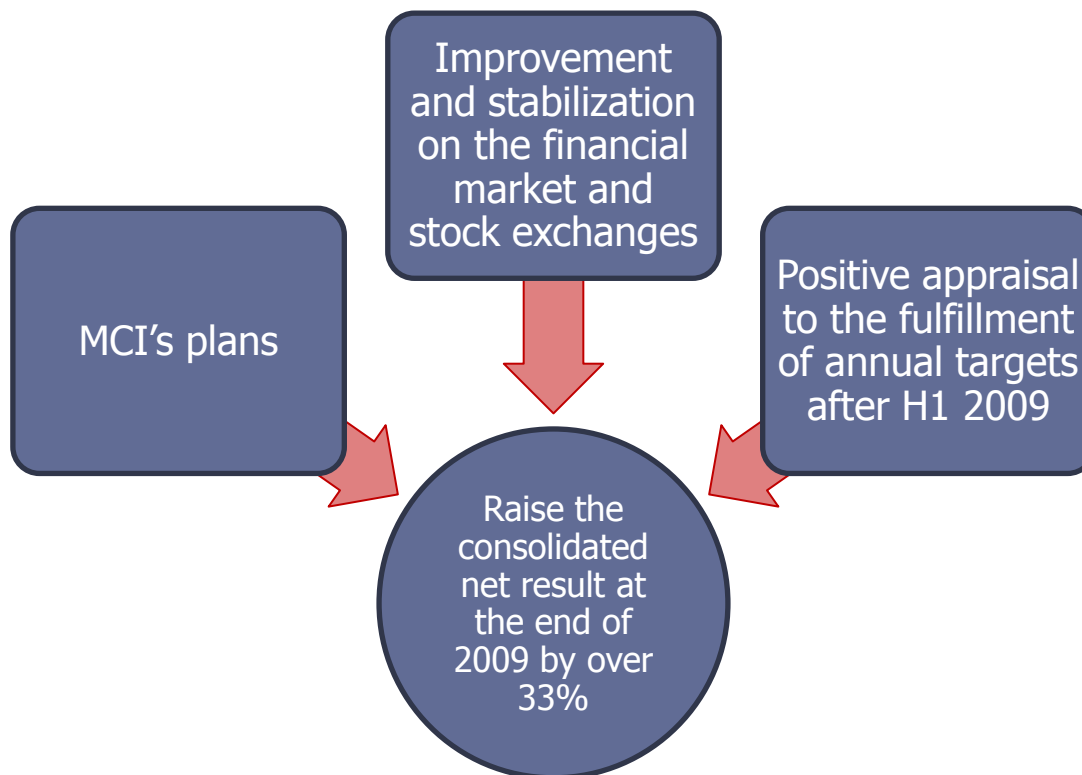 Improvement
and stabilization
on the financial
market and
stock exchanges
MCI’s plans
Positive appraisal
to the fulfillment
of annual targets
after H1 2009
Raise the
consolidated
net result at
the end of
2009 by over
33%